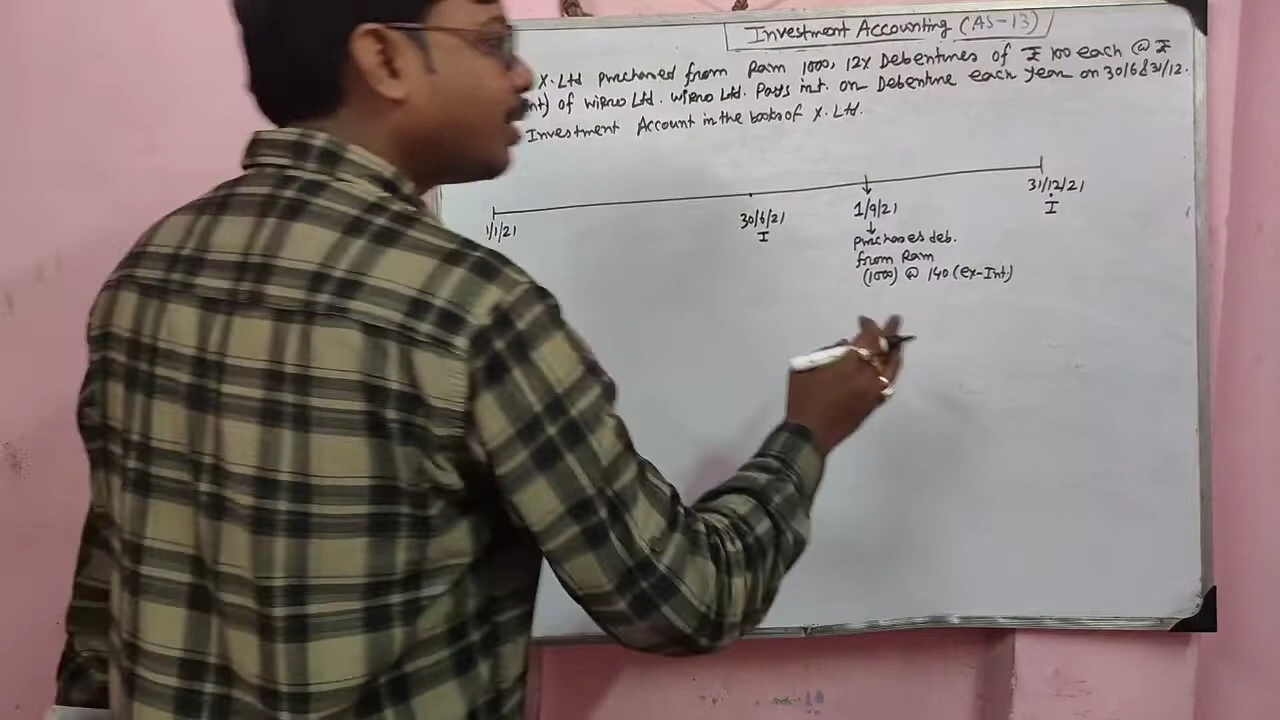 Investment Accounting (AS-13)
X. Ltd purchased from Ram 1000, 12% Debentures of ₹ 100 each @ ₹
Int) of Wipro Ltd. Wipro Ltd. Pays int. on Debenture each year on 30/6 & 31/12.
Investment Account in the books of X. Ltd.
1/1/21
30/6/21
I
1/9/21
31/12/21
I
Purchases deb.
from Ram
(1000) @ 140 (ex-Int)